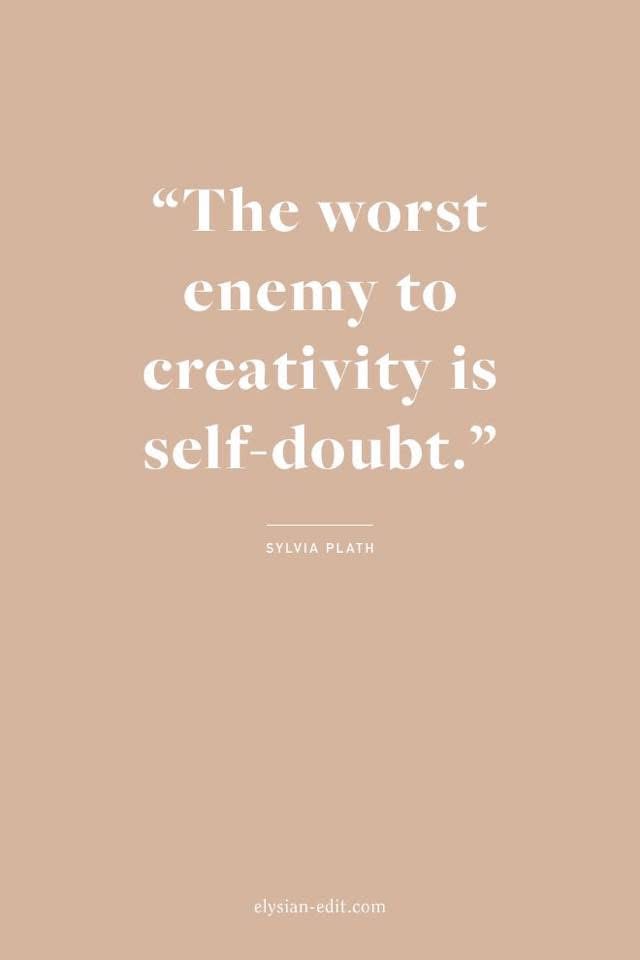 “The worst
enemy to
creativity is
self-doubt.”
SYLVIA PLATH
elysian-edit.com